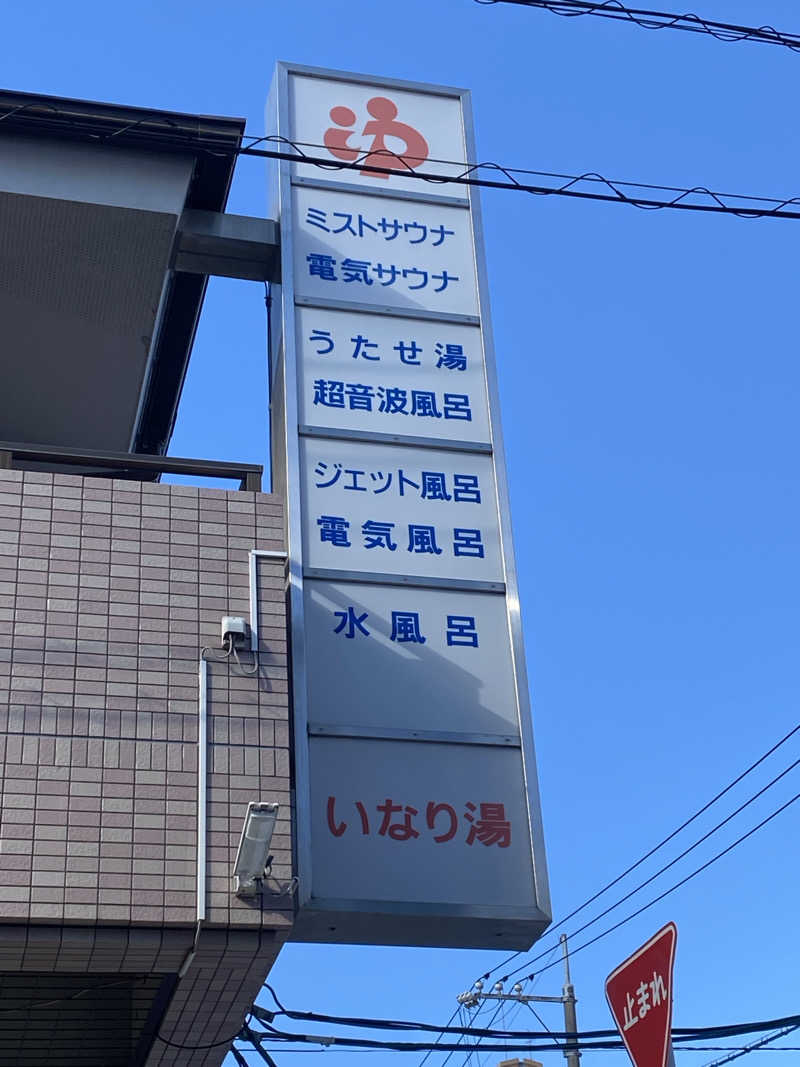 ゆ
ミストサウナ
電気サウナ
うたせ湯
超音波風呂
ジェット風呂
電気風呂
水風呂
いなり湯
止まれ